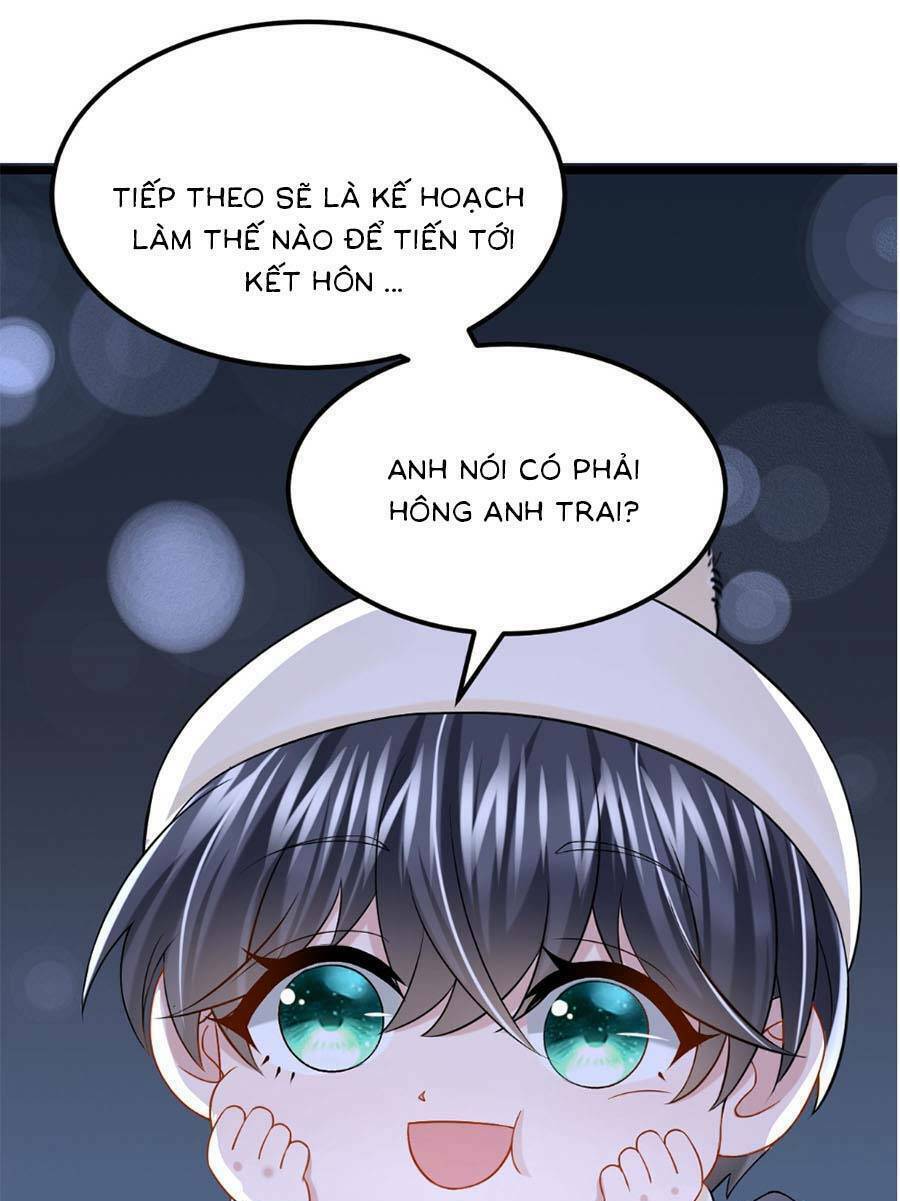 TIẾP THEO SẼ LÀ KẾ HOẠCH
LÀM THẾ NÀO ĐỂ TIẾN TỚI
KẾT HÔN ...
ANH NÓI CÓ PHẢI
HÔNG ANH TRAI?